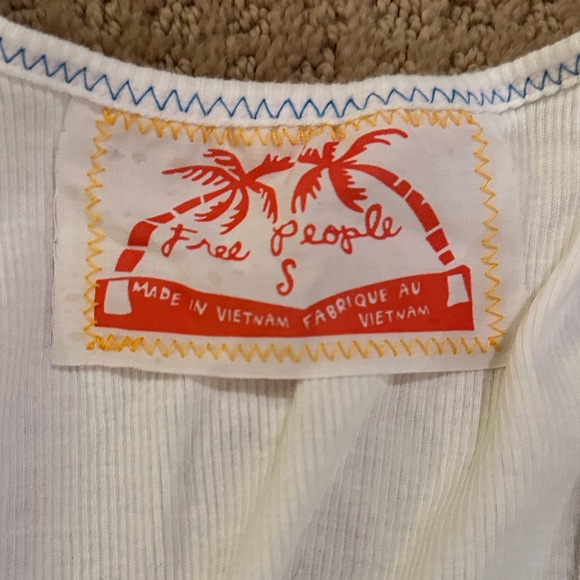 Free People
S
MADE IN VIETNAM FABRIQUE AU
VIETNAM